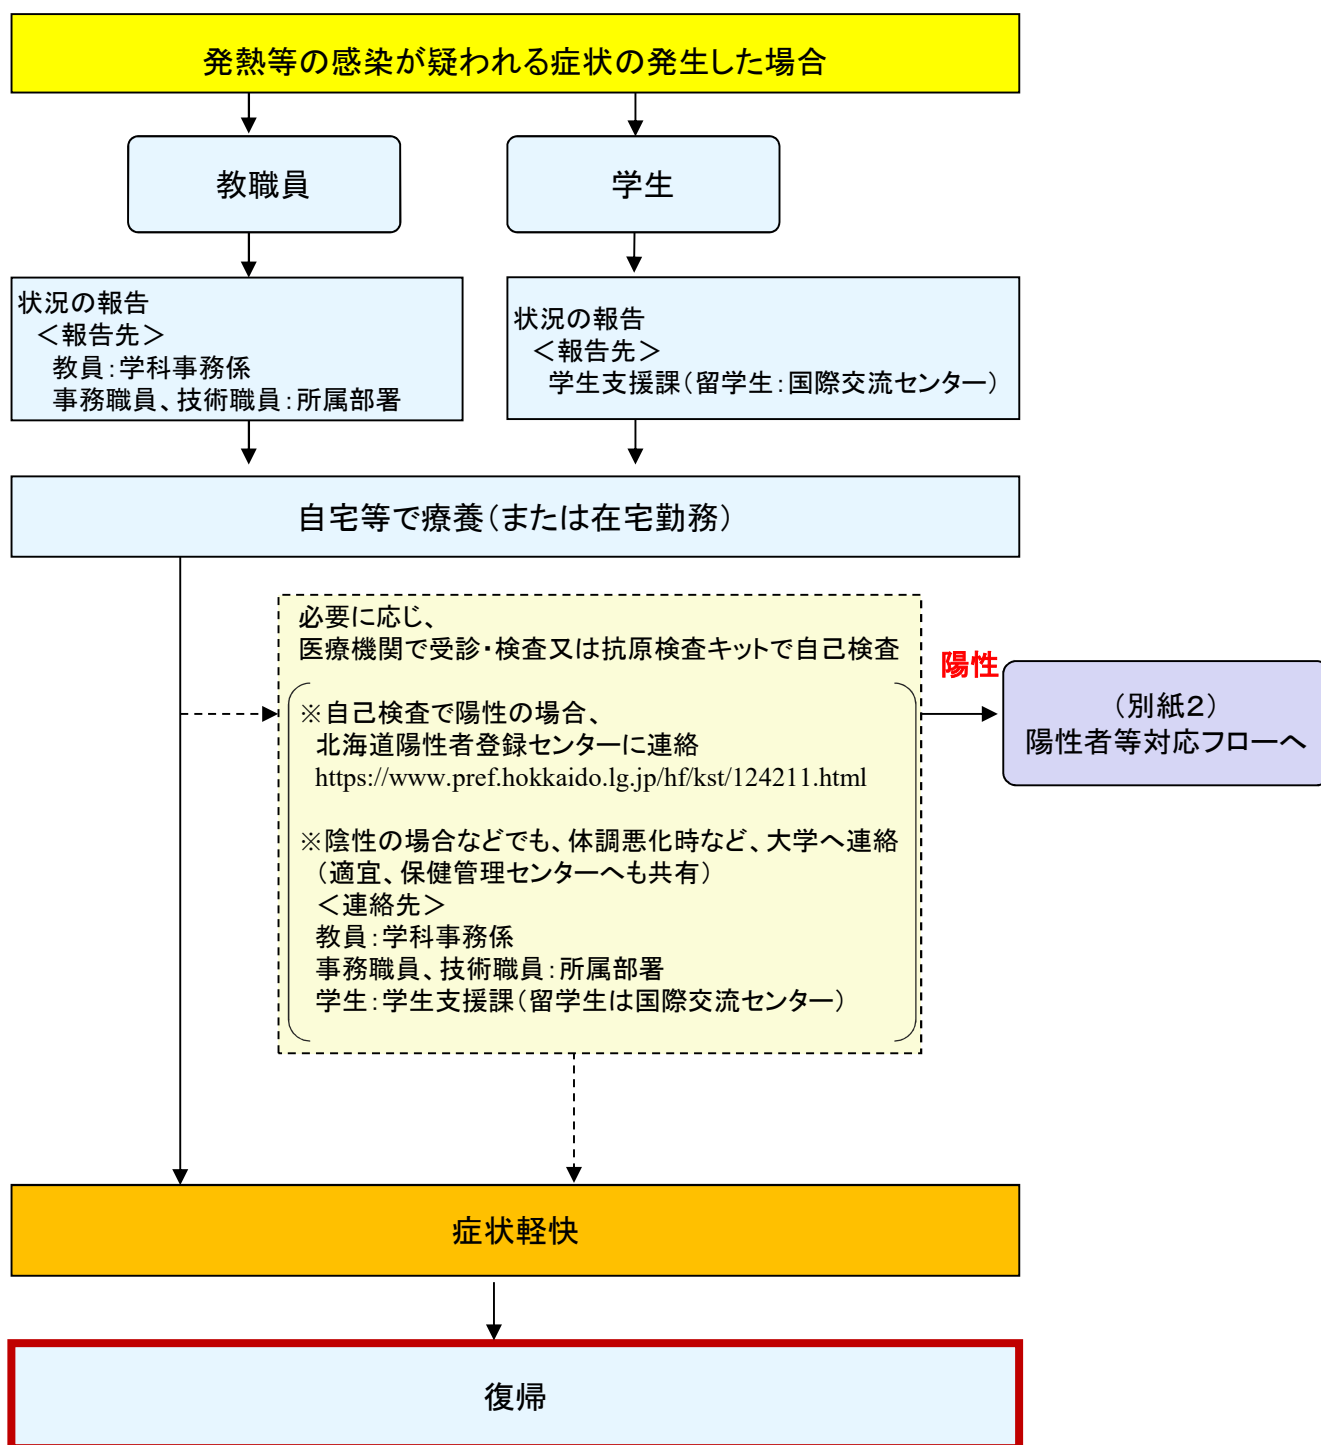 発熱等の感染が疑われる症状の発生した場合
教職員
学生
状況の報告
＜報告先＞
教員：学科事務係
事務職員、技術職員：所属部署
状況の報告
＜報告先＞
学生支援課（留学生：国際交流センター）
自宅等で療養（または在宅勤務）
必要に応じ、
医療機関で受診・検査又は抗原検査キットで自己検査
※自己検査で陽性の場合、
北海道陽性者登録センターに連絡
https://www.pref.hokkaido.lg.jp/hf/kst/124211.html
※陰性の場合などでも、体調悪化時など、大学へ連絡
（適宜、保健管理センターへも共有）
＜連絡先＞
教員：学科事務係
事務職員、技術職員：所属部署
学生：学生支援課（留学生は国際交流センター）
陽性
（別紙２）
陽性者等対応フローへ
症状軽快
復帰